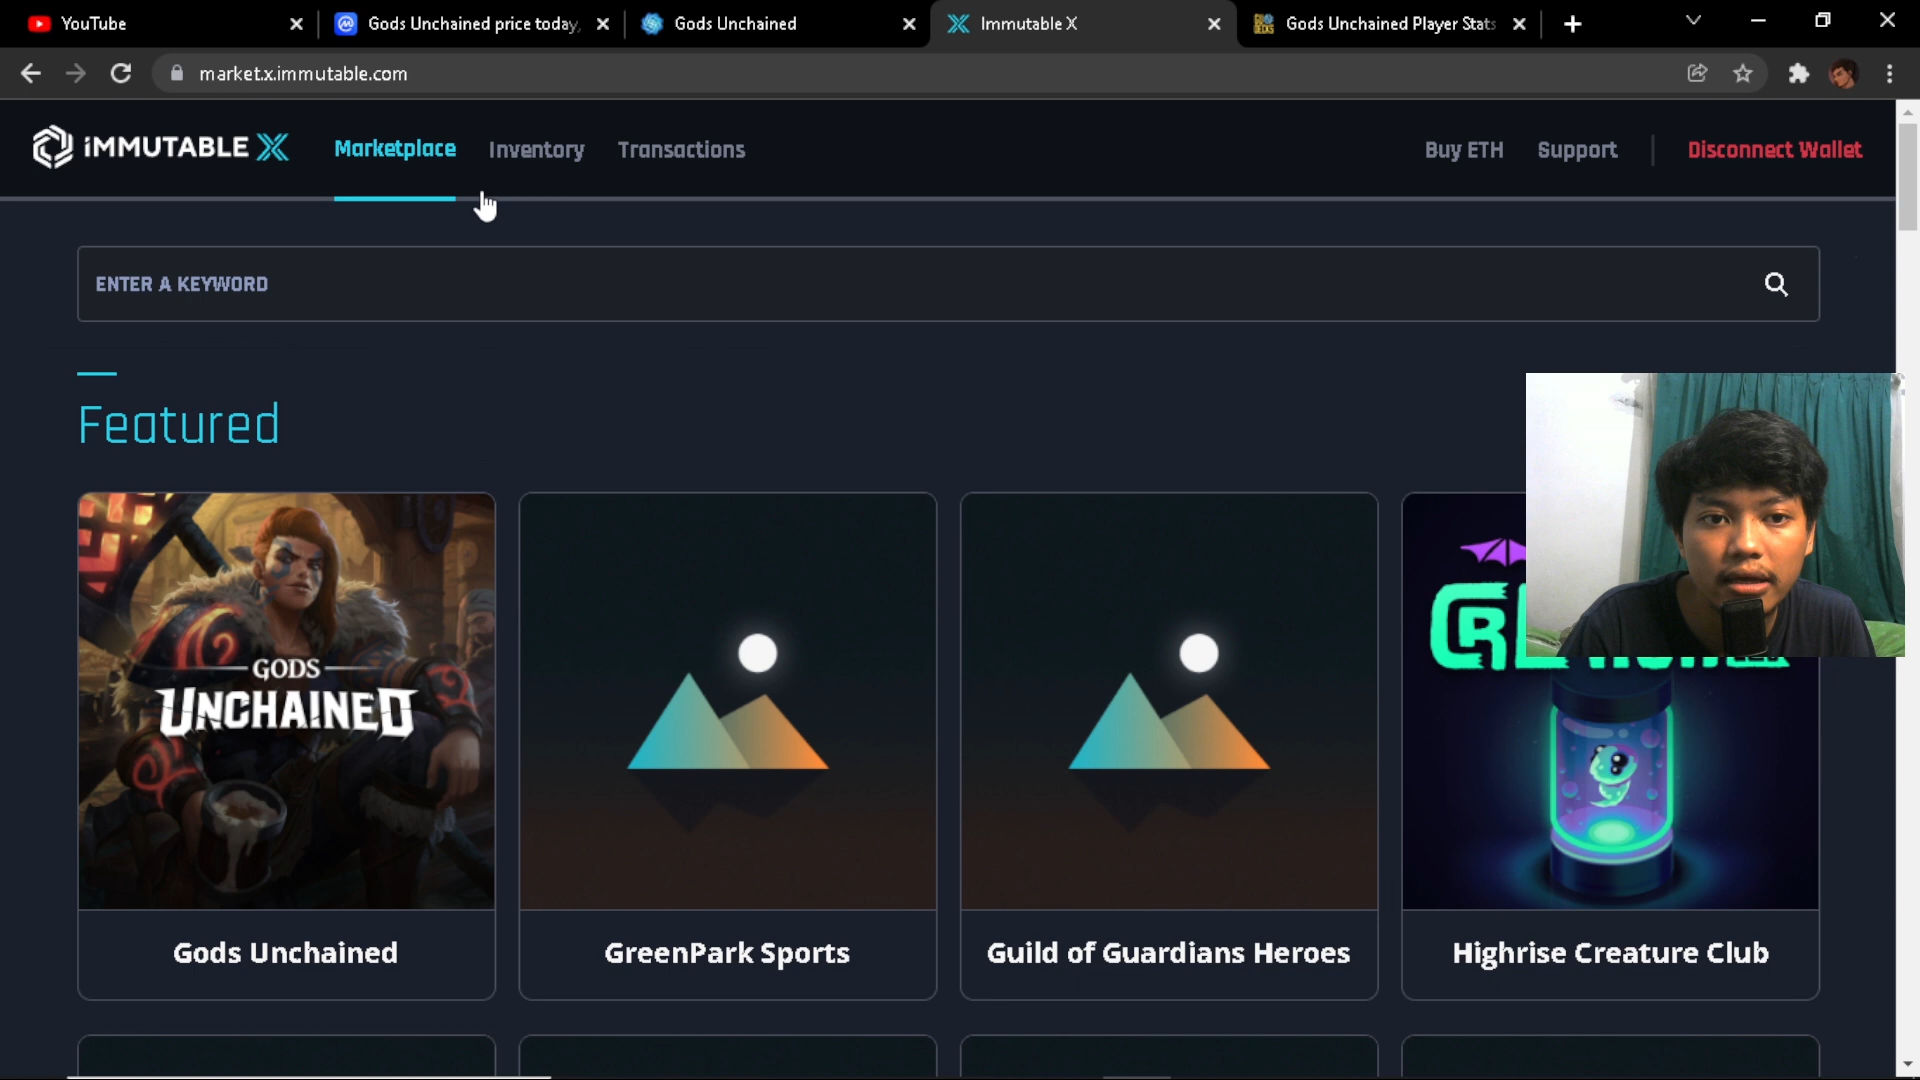 YouTube
Gods Unchained price today,
Gods Unchained
Immutable X
Gods Unchained Player Stats
market.x.immutable.com
iMMUTABLE X
Marketplace
Inventory
Transactions
Buy ETH
Support
Disconnect Wallet
ENTER A KEYWORD
Featured
GODS
UNCHAINED
Gods Unchained
GreenPark Sports
Guild of Guardians Heroes
Highrise Creature Club